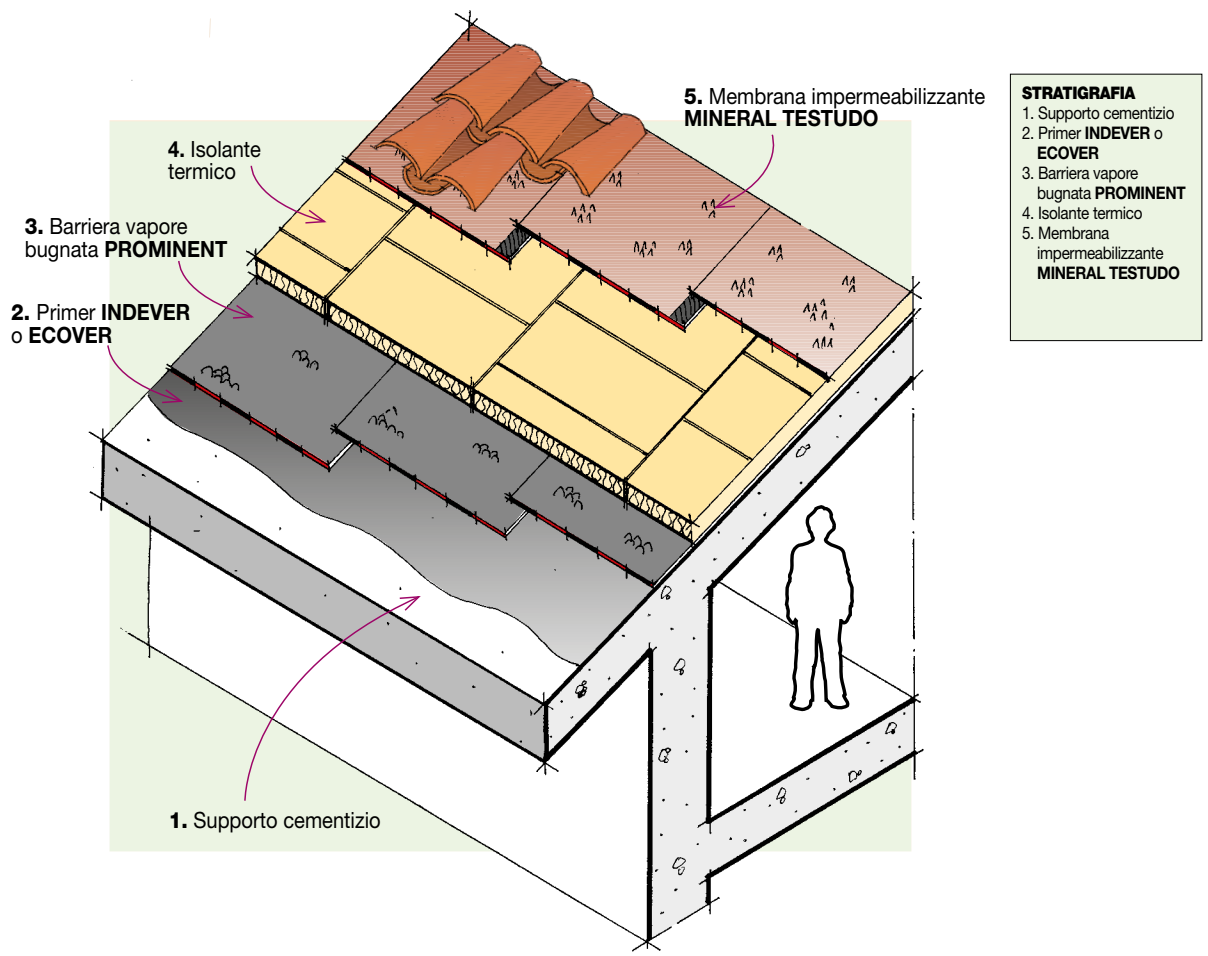 5. Membrana impermeabilizzante
MINERAL TESTUDO
4. Isolante
termico
3. Barriera vapore
bugnata PROMINENT
2. Primer INDEVER
o ECOVER
1. Supporto cementizio
STRATIGRAFIA
1. Supporto cementizio
2. Primer INDEVER o
ECOVER
3. Barriera vapore
bugnata PROMINENT
4. Isolante termico
5. Membrana
impermeabilizzante
MINERAL TESTUDO